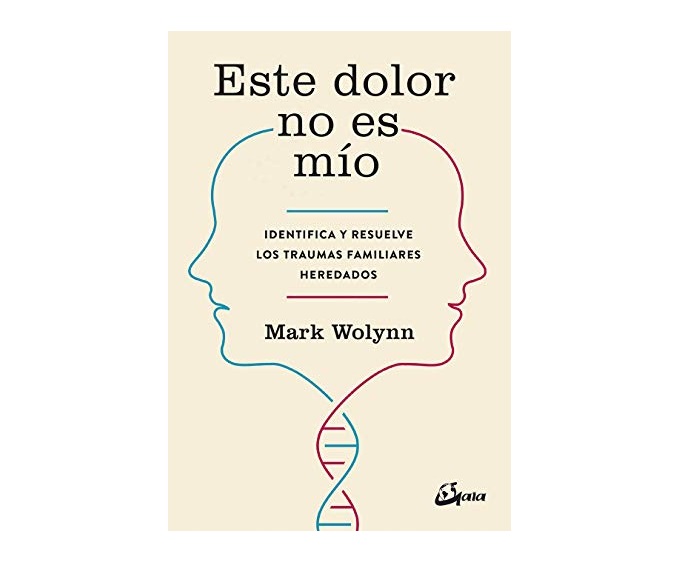 Este dolor
no es
mío
IDENTIFICA Y RESUELVE
LOS TRAUMAS FAMILIARES
HEREDADOS
Mark Wolynn
Gaia